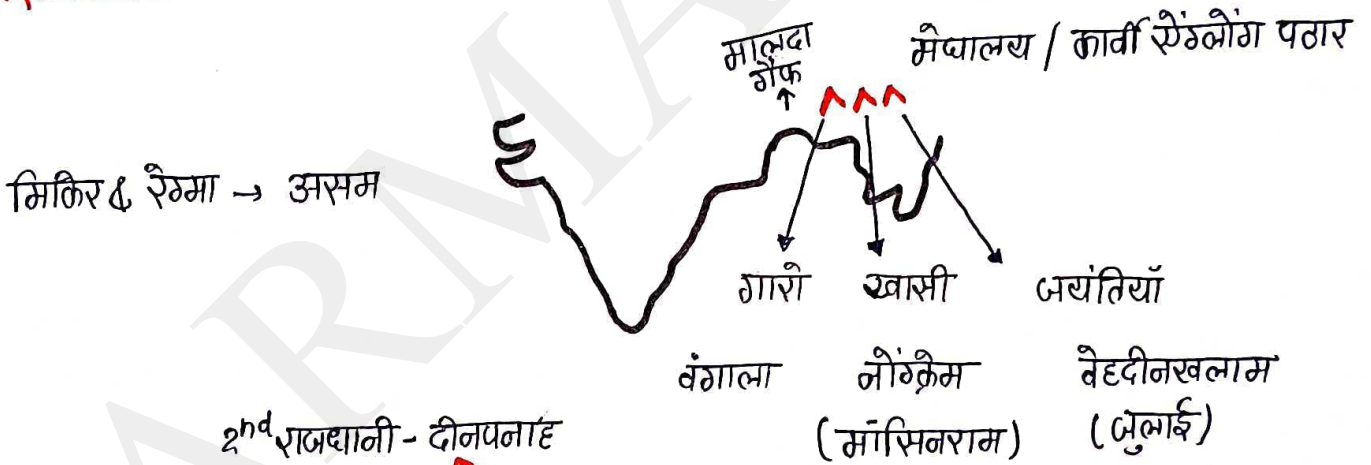 मालदा
गैफ
मेघालय / कार्वी ऐंग्लोंग पठार
मिकिर & रेग्मा → असम
गारो खासी जयंतियाँ
वंगाला नोंग्क्रेम वेहदीनखलाम
(मॉसिनराम) (जुलाई)
2nd राजधानी - दीनपनाह